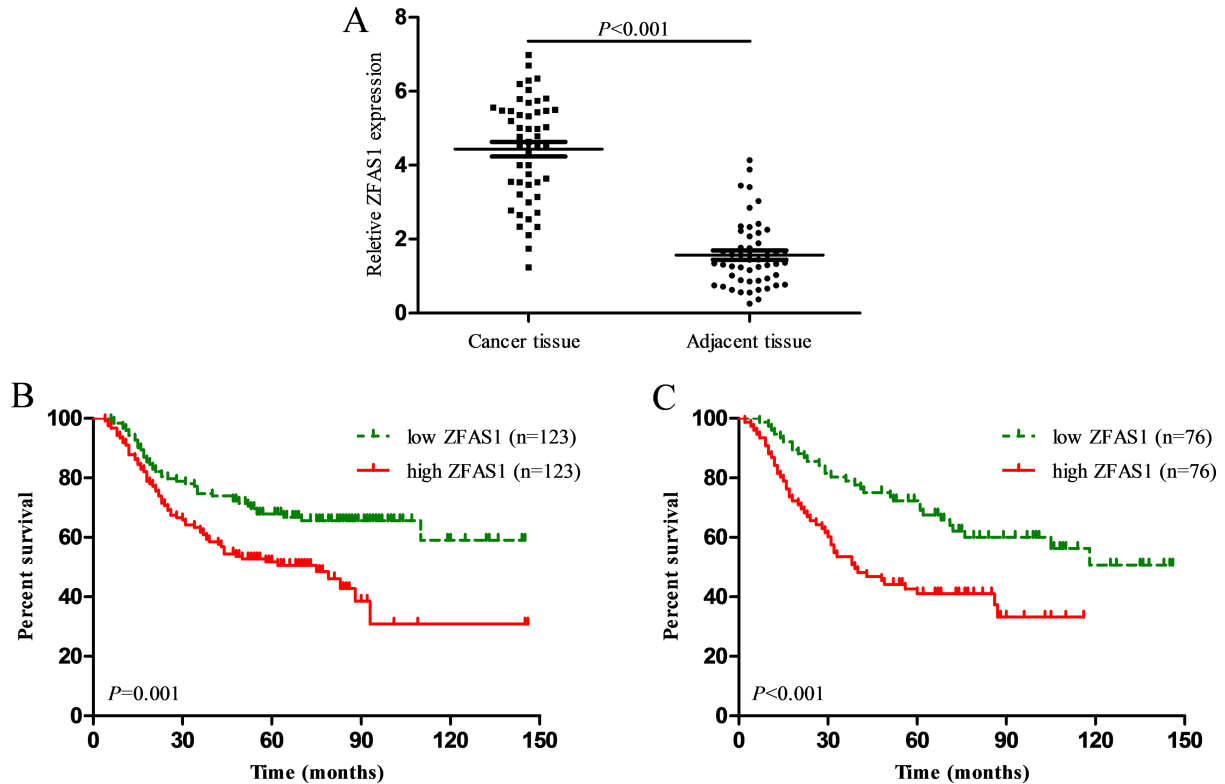 A
P<0.001
Reletive ZFAS1 expression
8
6
4
2
0
Cancer tissue
Adjacent tissue
B
low ZFAS1 (n=123)
high ZFAS1 (n=123)
Percent survival
100
80
60
40
20
0
P=0.001
0 30 60 90 120 150
Time (months)
C
low ZFAS1 (n=76)
high ZFAS1 (n=76)
Percent survival
100
80
60
40
20
0
P<0.001
0 30 60 90 120 150
Time (months)